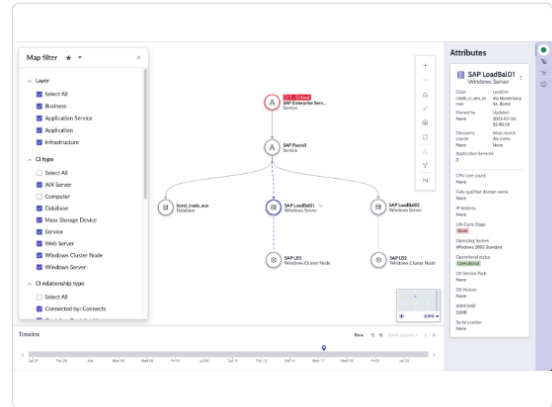 Map filter
Layer
Select All
Business
Application Service
Application
Infrastructure
CI type
Select All
AIX Server
Computer
Database
Mass Storage Device
Service
Web Server
Windows Cluster Node
Windows Server
CI relationship type
Select All
Connected by: Connects
SAP Enterprise Serv...
Service
SAP Payroll
Service
Database
SAP LoadBal01
Windows Server
SAP LoadBal02
Windows Server
SAP LB1
Windows Cluster Node
SAP LB2
Windows Cluster Node
100%
Attributes
SAP LoadBal01
Windows Server
Class
Location
Owned by
Updated
None
Discovery source
Most recent discovery
None
None
Application Services
0
CPU core count
None
Fully qualified domain name
None
IP Address
None
Life Cycle Stage
None
Operating System
Windows 2003 Standard
Operational status
Operational
OS Service Pack
None
OS Version
None
RAM (MB)
Serial number
None
Timeline
Now